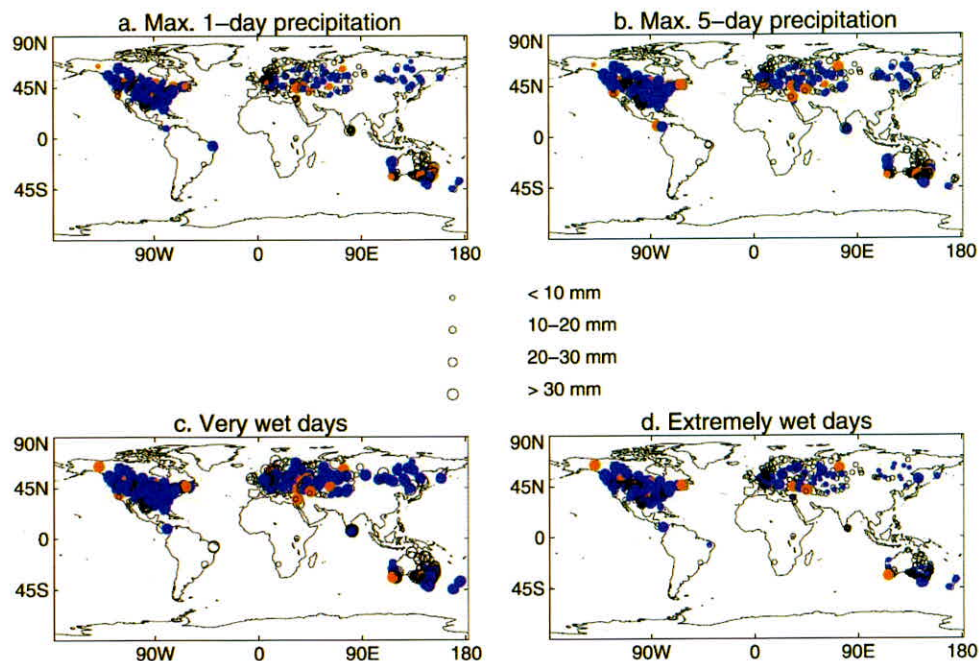 a. Max. 1–day precipitation
b. Max. 5–day precipitation
90N
45N
0
45S
90W
0
90E
180
90N
45N
0
45S
90W
0
90E
180
< 10 mm
10–20 mm
20–30 mm
> 30 mm
c. Very wet days
d. Extremely wet days
90N
45N
0
45S
90W
0
90E
180
90N
45N
0
45S
90W
0
90E
180